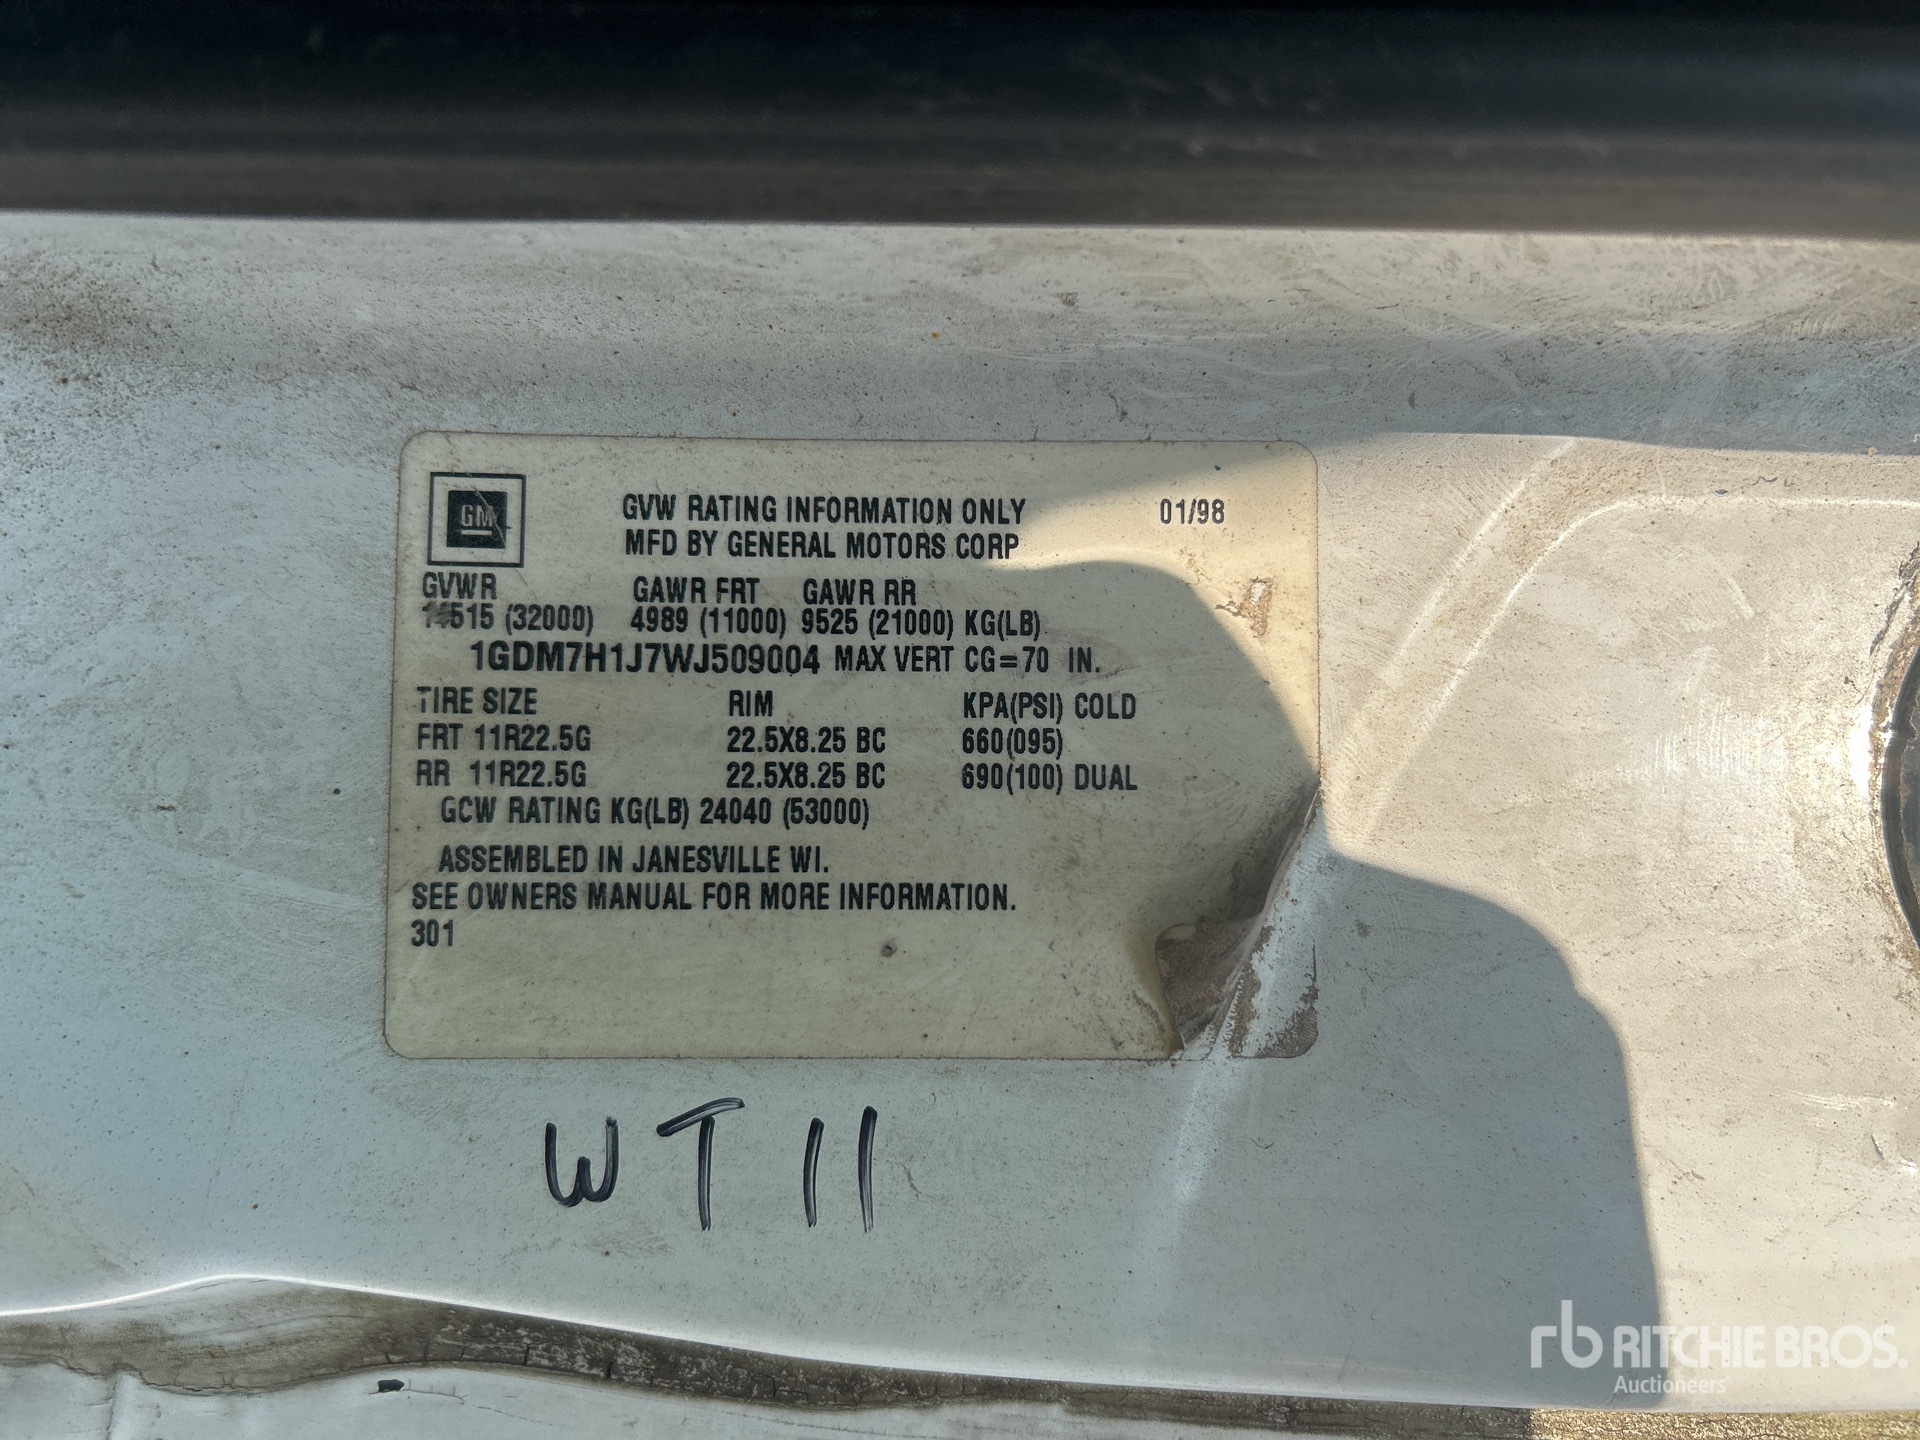 GM
GVW RATING INFORMATION ONLY 01/98
MFD BY GENERAL MOTORS CORP
GVWR GAWR FRT GAWR RR
14515 (32000) 4989 (11000) 9525 (21000) KG(LB)
1GDM7H1J7WJ509004 MAX VERT CG=70 IN.
TIRE SIZE RIM KPA(PSI) COLD
FRT 11R22.5G 22.5X8.25 BC 660(095)
RR 11R22.5G 22.5X8.25 BC 690(100) DUAL
GCW RATING KG(LB) 24040 (53000)
ASSEMBLED IN JANESVILLE WI.
SEE OWNERS MANUAL FOR MORE INFORMATION.
301
WT11
rb RITCHIE BROS.
Auctioneers